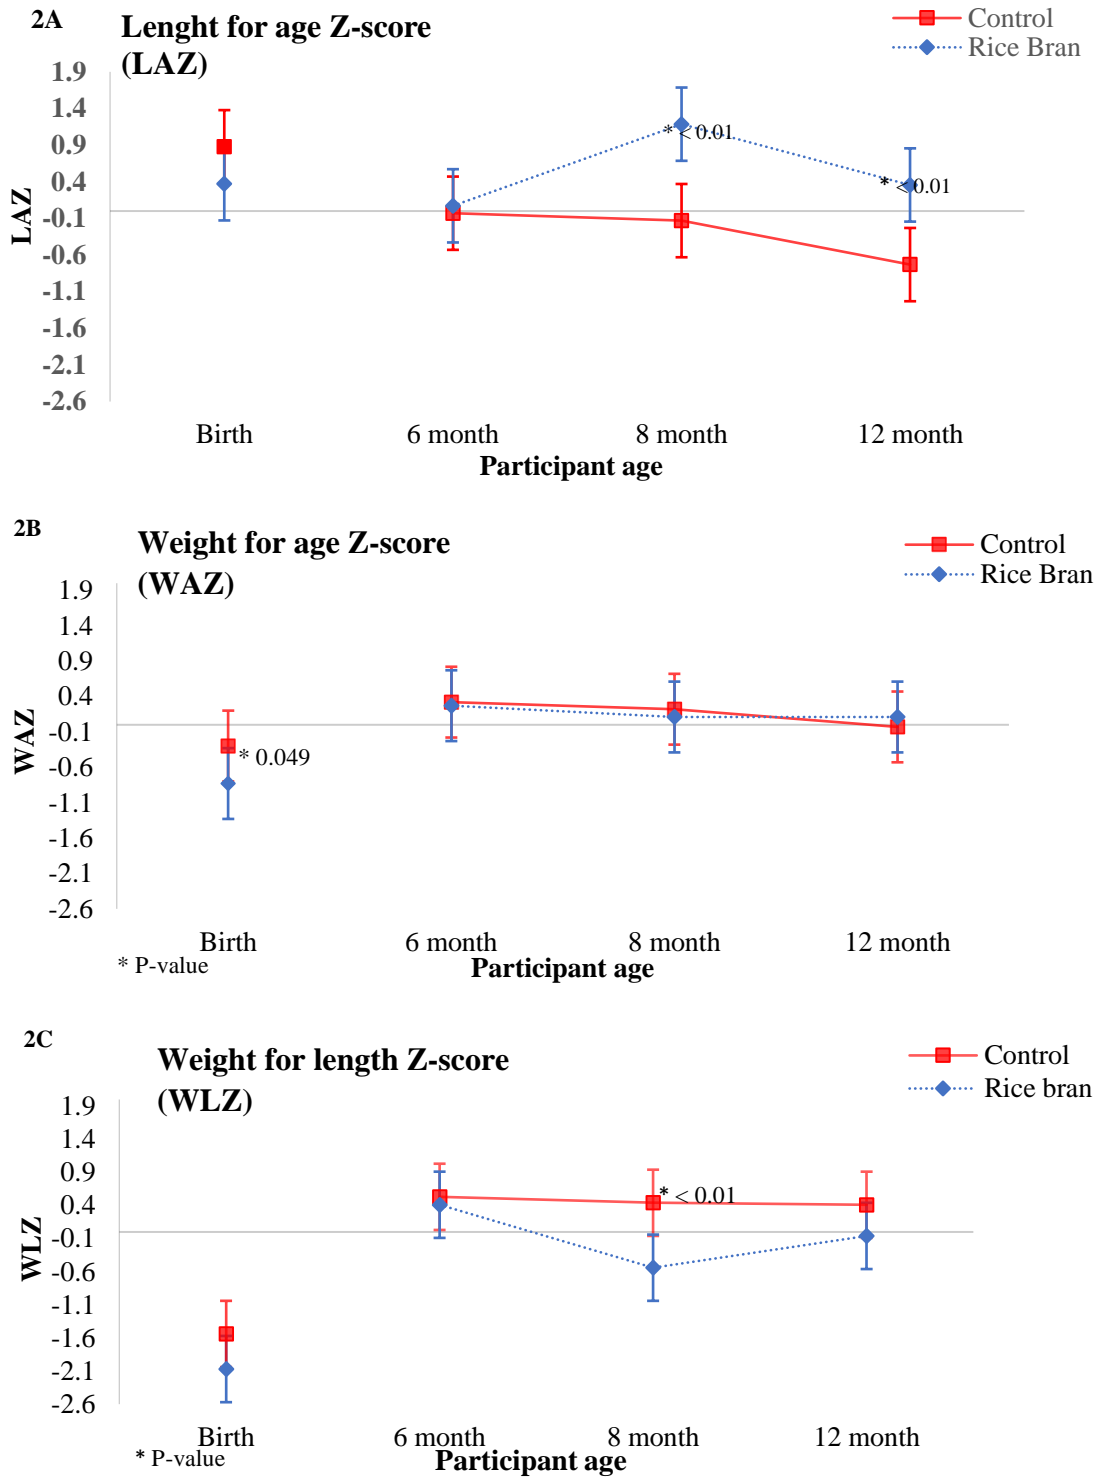 2A
Lenght for age Z-score
(LAZ)
Control
Rice Bran
1.9
1.4
0.9
0.4
-0.1
-0.6
-1.1
-1.6
-2.1
-2.6
LAZ
* < 0.01
* < 0.01
Birth
6 month
8 month
12 month
Participant age
2B
Weight for age Z-score
(WAZ)
Control
Rice Bran
1.9
1.4
0.9
0.4
-0.1
-0.6
-1.1
-1.6
-2.1
-2.6
WAZ
* 0.049
Birth
6 month
8 month
12 month
* P-value
Participant age
2C
Weight for length Z-score
(WLZ)
Control
Rice bran
1.9
1.4
0.9
0.4
-0.1
-0.6
-1.1
-1.6
-2.1
-2.6
WLZ
* < 0.01
Birth
6 month
8 month
12 month
* P-value
Participant age